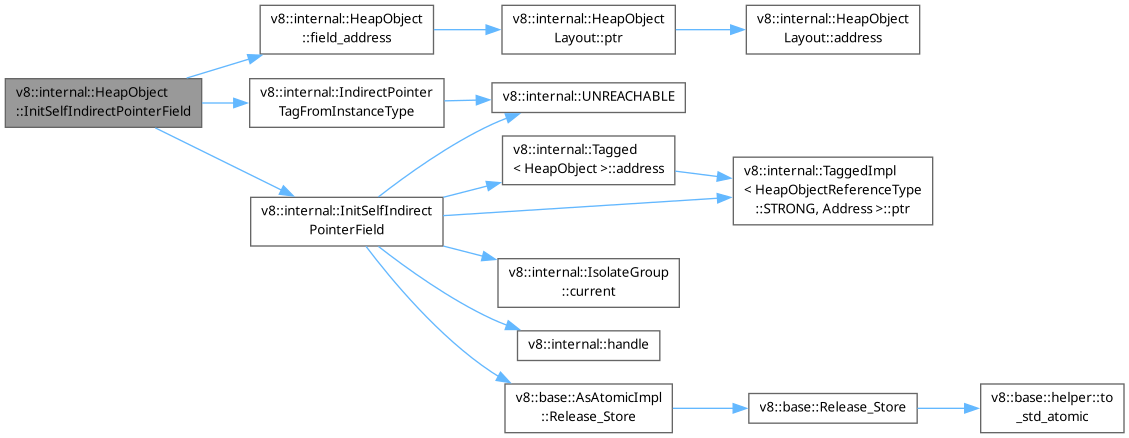 v8::internal::HeapObject
::InitSelfIndirectPointerField
v8::internal::HeapObject
::field_address
v8::internal::HeapObject
Layout::ptr
v8::internal::HeapObject
Layout::address
v8::internal::IndirectPointer
TagFromInstanceType
v8::internal::UNREACHABLE
v8::internal::InitSelfIndirect
PointerField
v8::internal::Tagged
< HeapObject >::address
v8::internal::TaggedImpl
< HeapObjectReferenceType
::STRONG, Address >::ptr
v8::internal::IsolateGroup
::current
v8::internal::handle
v8::base::AsAtomicImpl
::Release_Store
v8::base::Release_Store
v8::base::helper::to
_std_atomic